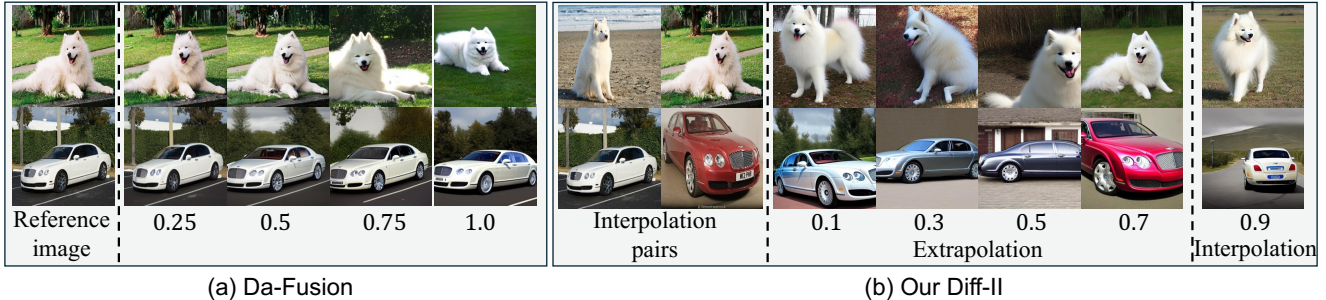 Reference
image
0.25 0.5 0.75 1.0
Interpolation
pairs
0.1 0.3 0.5 0.7
Extrapolation
0.9
Interpolation
(a) Da-Fusion
(b) Our Diff-II